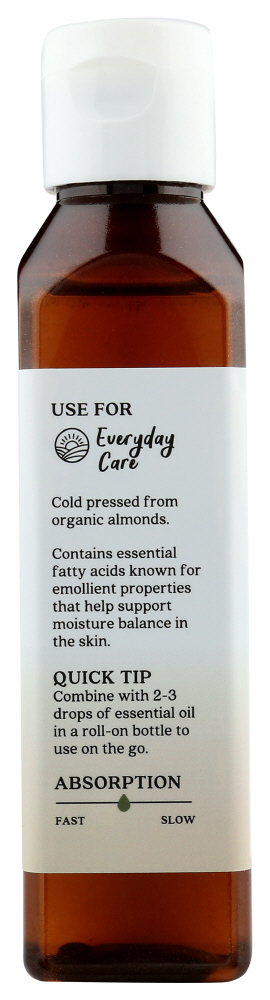 USE FOR
Everyday
Care
Cold pressed from
organic almonds.
Contains essential
fatty acids known for
emollient properties
that help support
moisture balance in
the skin.
QUICK TIP
Combine with 2-3
drops of essential oil
in a roll-on bottle to
use on the go.
ABSORPTION
FAST SLOW